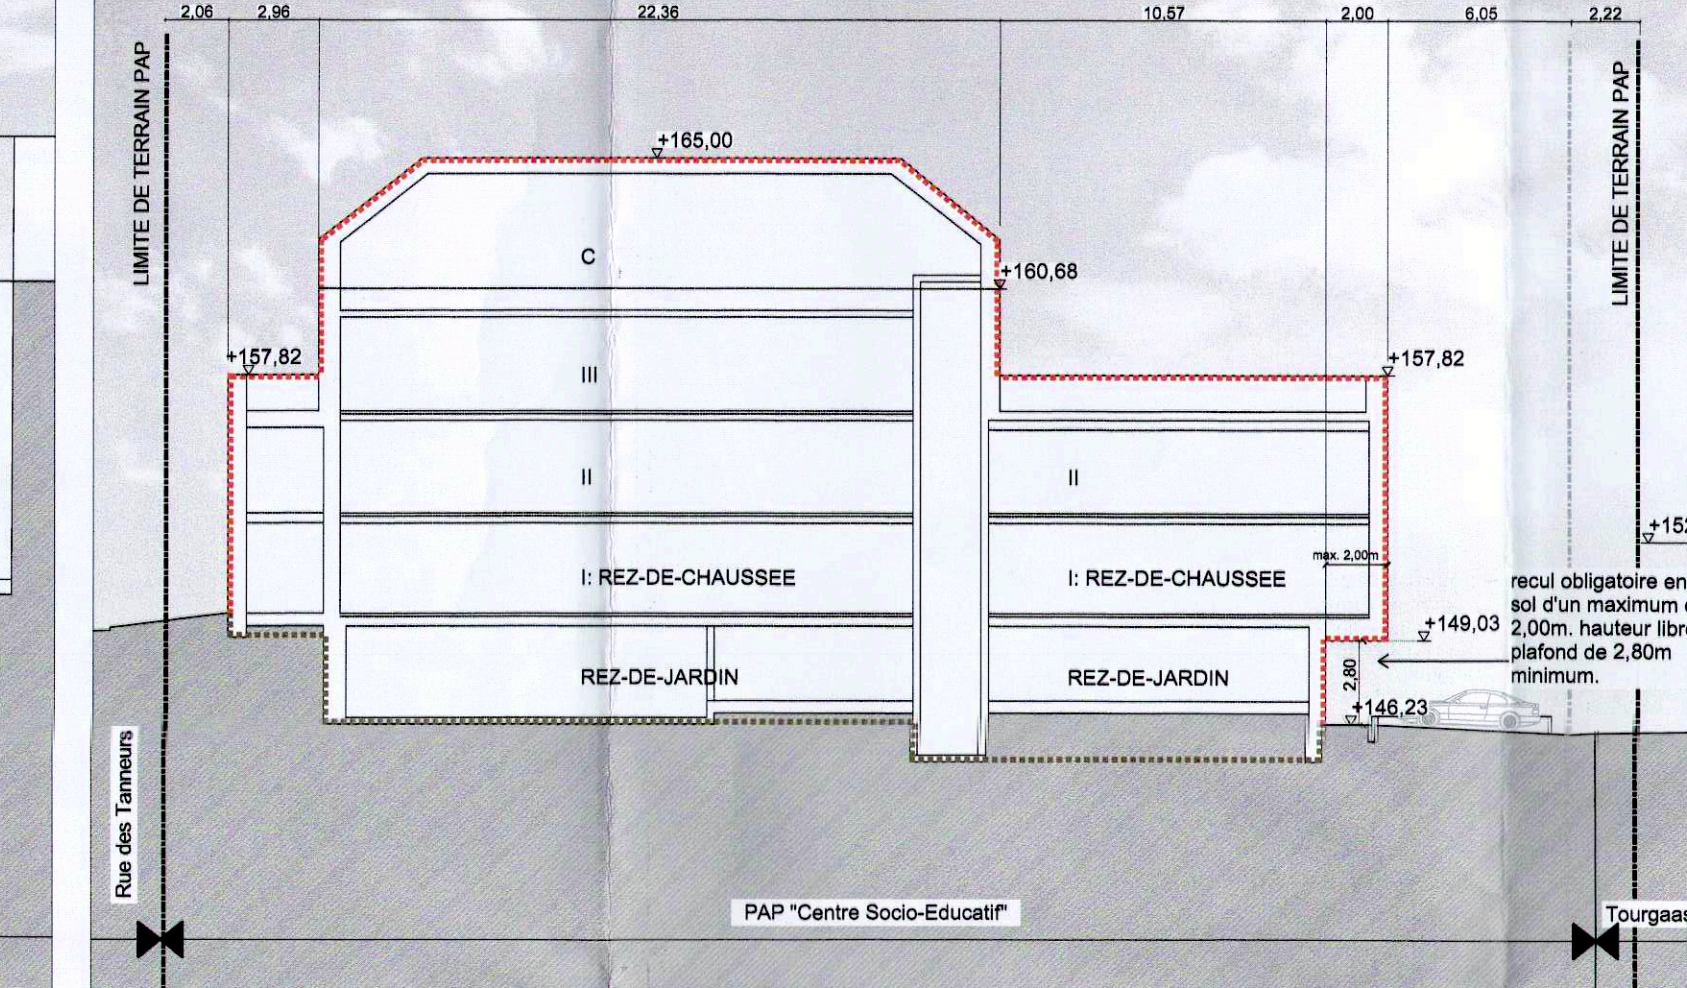 2,06 2,96 22,36 10,57 2,00 6,05 2,22
LIMITE DE TERRAIN PAP
LIMITE DE TERRAIN PAP
+165,00
C
+160,68
+157,82
+157,82
III
II
II
+152
max. 2,00m
I: REZ-DE-CHAUSSEE
I: REZ-DE-CHAUSSEE
recul obligatoire en
sol d'un maximum
2,00m. hauteur libr
plafond de 2,80m
minimum.
+149,03
REZ-DE-JARDIN
REZ-DE-JARDIN
2,80
+146,23
Rue des Tanneurs
PAP "Centre Socio-Educatif"
Tourgaas